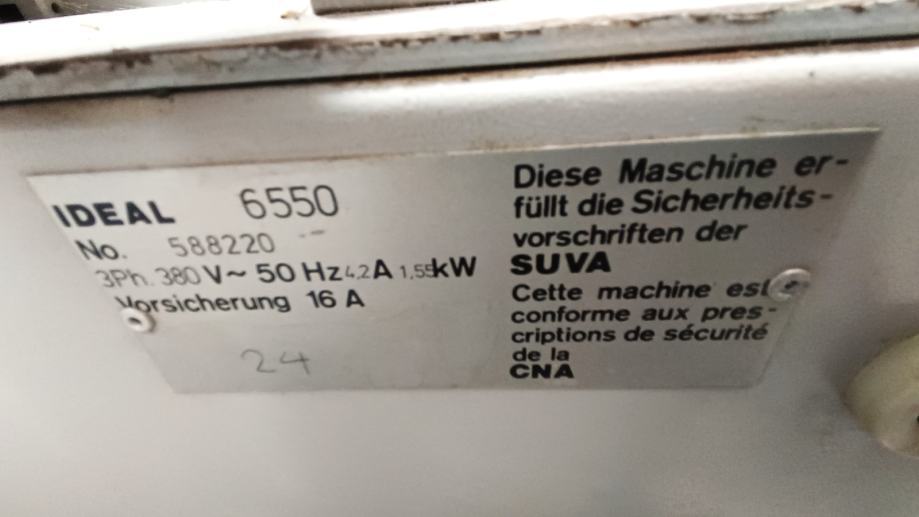 IDEAL 6550
No. 588220
3Ph. 380 V~ 50 Hz 4,2 A 1,55 kW
Vorsicherung 16 A
24
Diese Maschine er-
füllt die Sicherheits-
vorschriften der
SUVA
Cette machine est
conforme aux pres-
criptions de sécurité
de la
CNA